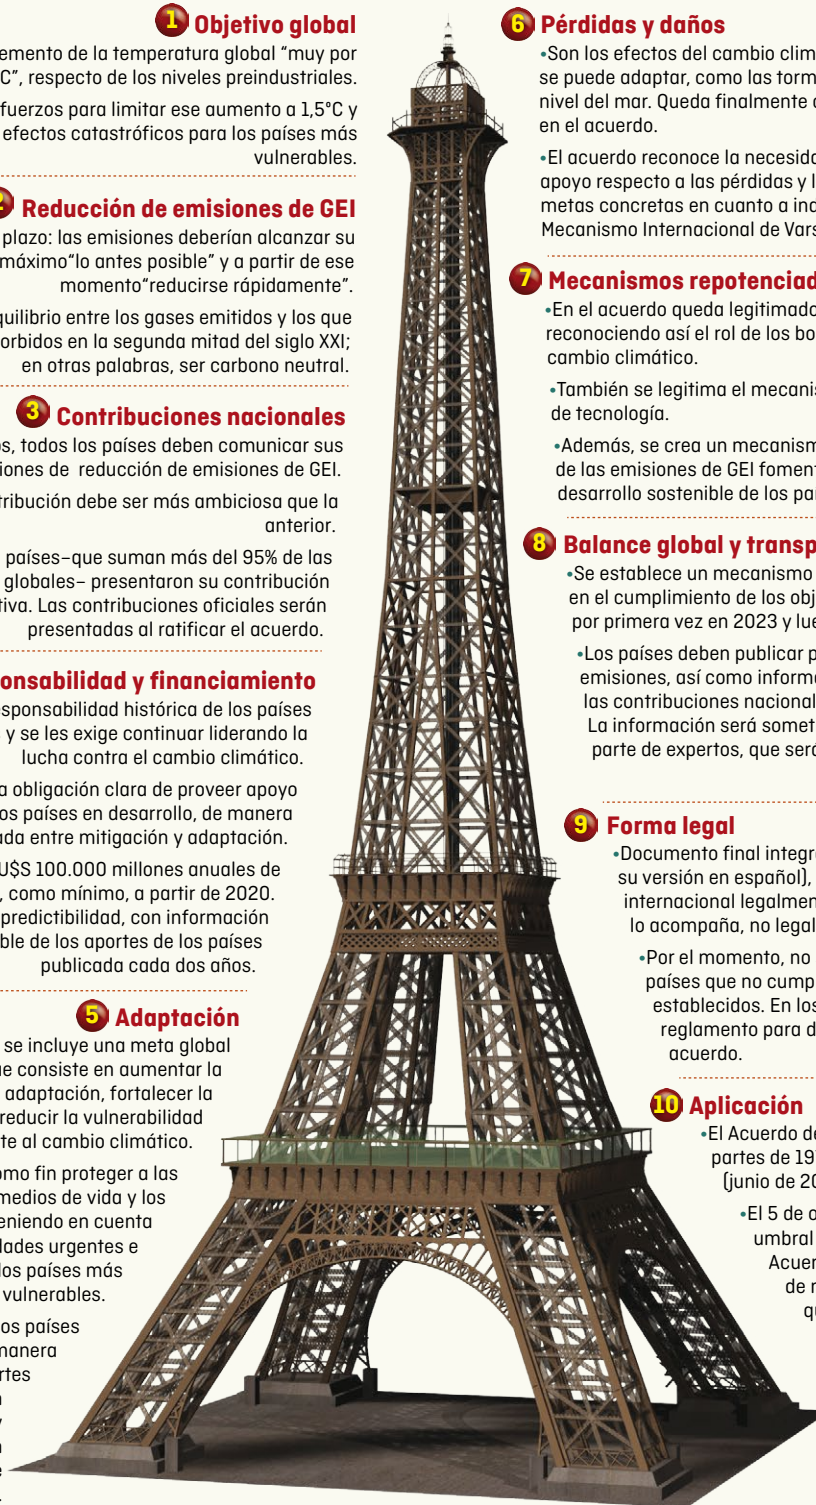 1 Objetivo global
emento de la temperatura global “muy por
C”, respecto de los niveles preindustriales.
fuerzos para limitar ese aumento a 1,5°C y
efectos catastróficos para los países más
vulnerables.
2 Reducción de emisiones de GEI
plazo: las emisiones deberían alcanzar su
máximo“lo antes posible” y a partir de ese
momento“reducirse rápidamente”.
quilibrio entre los gases emitidos y los que
orbidos en la segunda mitad del siglo XXI;
en otras palabras, ser carbono neutral.
3 Contribuciones nacionales
os, todos los países deben comunicar sus
iones de reducción de emisiones de GEI.
tribución debe ser más ambiciosa que la
anterior.
países–que suman más del 95% de las
globales– presentaron su contribución
tiva. Las contribuciones oficiales serán
presentadas al ratificar el acuerdo.
onsabilidad y financiamiento
esponsabilidad histórica de los países
y se les exige continuar liderando la
lucha contra el cambio climático.
a obligación clara de proveer apoyo
os países en desarrollo, de manera
ada entre mitigación y adaptación.
U$S 100.000 millones anuales de
, como mínimo, a partir de 2020.
predictibilidad, con información
ble de los aportes de los países
publicada cada dos años.
5 Adaptación
se incluye una meta global
ue consiste en aumentar la
adaptación, fortalecer la
reducir la vulnerabilidad
te al cambio climático.
omo fin proteger a las
medios de vida y los
eniendo en cuenta
dades urgentes e
los países más
vulnerables.
os países
manera
rtes
6 Pérdidas y daños
•Son los efectos del cambio clim
se puede adaptar, como las torm
nivel del mar. Queda finalmente
en el acuerdo.
•El acuerdo reconoce la necesida
apoyo respecto a las pérdidas y l
metas concretas en cuanto a ind
Mecanismo Internacional de Vars
7 Mecanismos repotenciad
•En el acuerdo queda legitimado
reconociendo así el rol de los bo
cambio climático.
•También se legitima el mecanis
de tecnología.
•Además, se crea un mecanism
de las emisiones de GEI foment
desarrollo sostenible de los paí
8 Balance global y transp
•Se establece un mecanismo
en el cumplimiento de los obj
por primera vez en 2023 y lue
•Los países deben publicar p
emisiones, así como informa
las contribuciones nacional
La información será somet
parte de expertos, que será
9 Forma legal
•Documento final integra
su versión en español),
internacional legalmen
lo acompaña, no legal
•Por el momento, no
países que no cump
establecidos. En los
reglamento para d
acuerdo.
10 Aplicación
•El Acuerdo de
partes de 19
(junio de 20
•El 5 de o
umbral
Acuer
de
qu